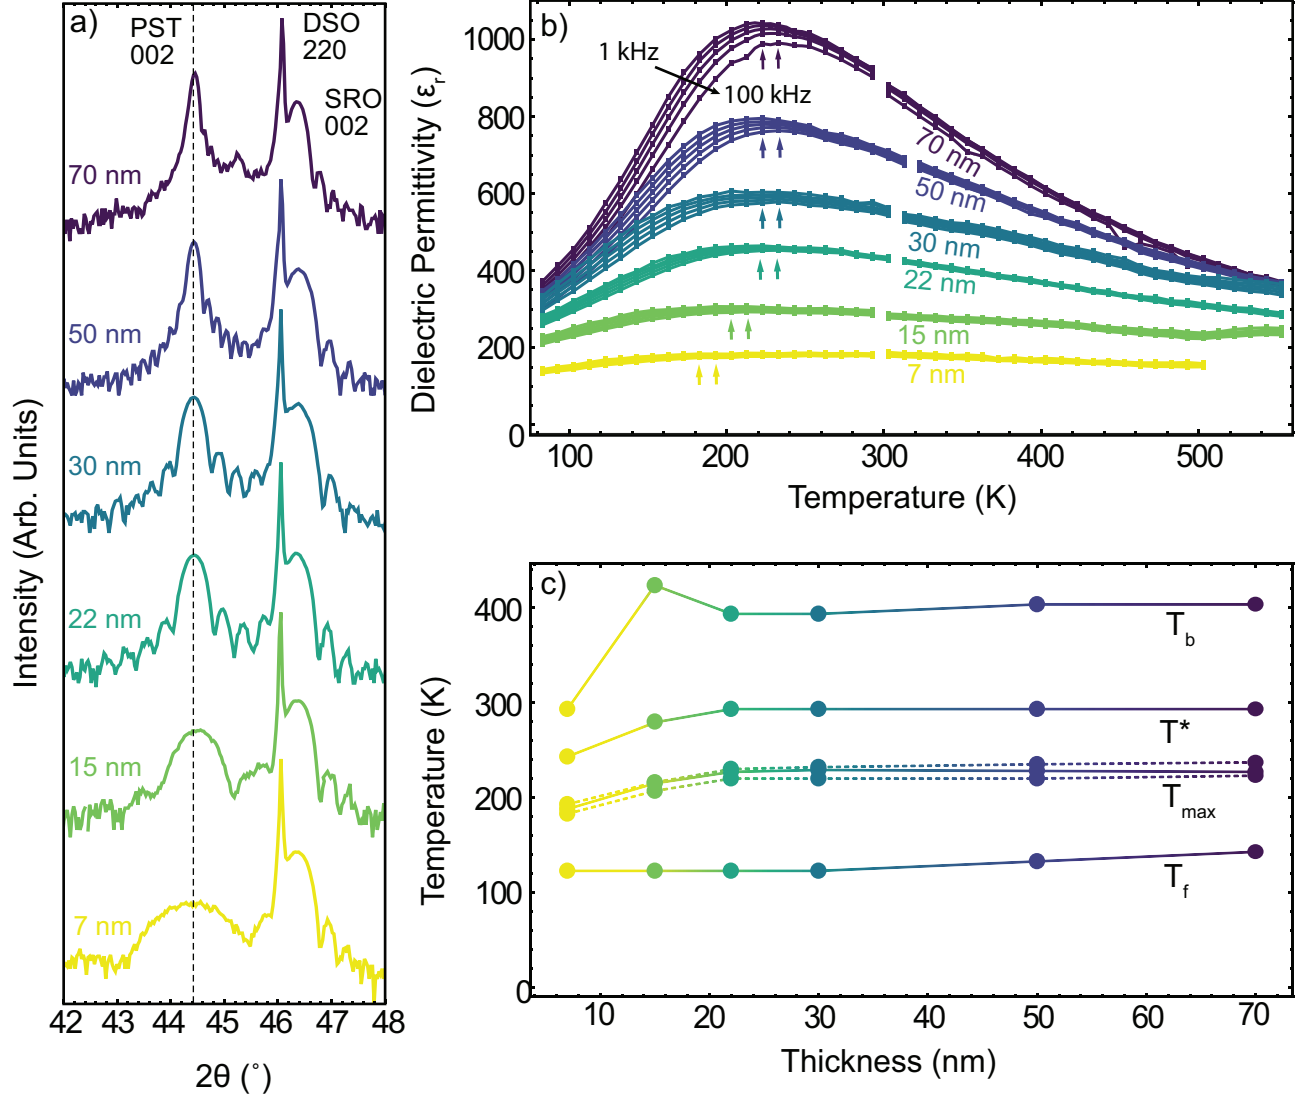 a)
PST
002
DSO
220
SRO
002
70 nm
50 nm
30 nm
22 nm
15 nm
7 nm
Intensity (Arb. Units)
42 43 44 45 46 47 48
2θ (°)
b)
1 kHz
100 kHz
70 nm
50 nm
30 nm
22 nm
15 nm
7 nm
Dielectric Permittivity (εr)
1000
800
600
400
200
0
100 200 300 400 500
Temperature (K)
c)
Tb
T*
Tmax
Tf
Temperature (K)
400
300
200
100
0
10 20 30 40 50 60 70
Thickness (nm)